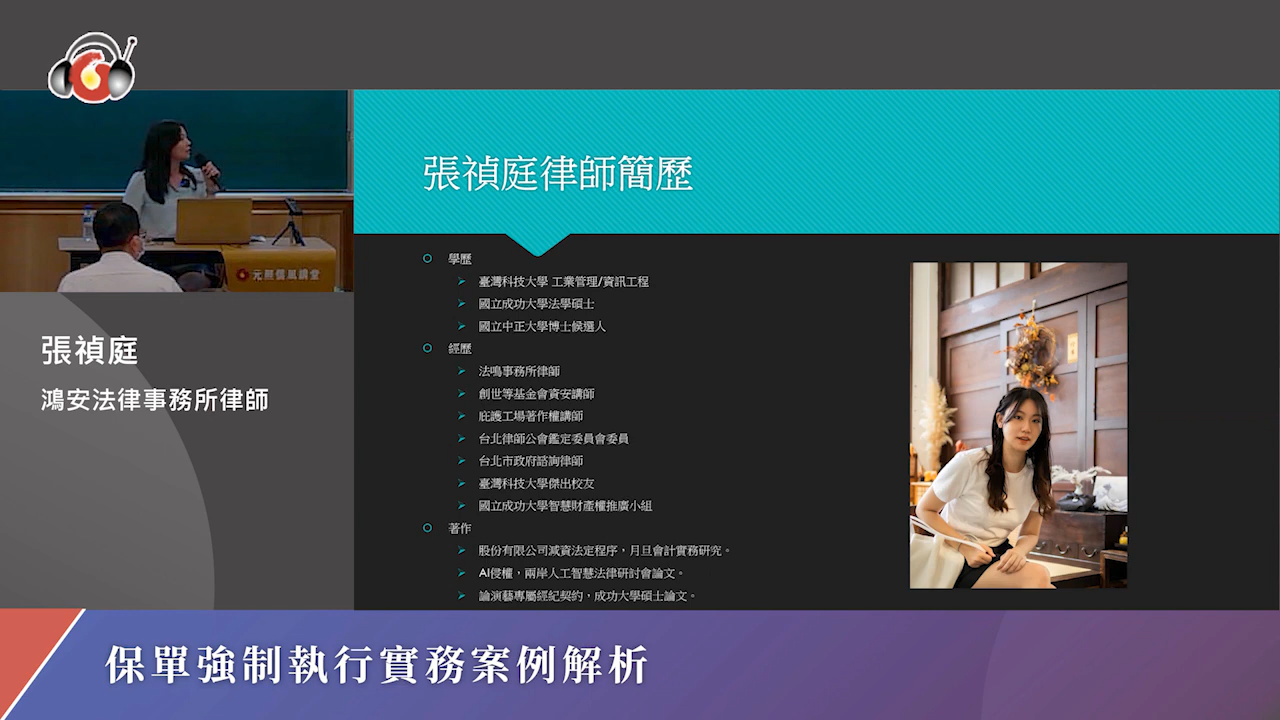 張禎庭律師簡歷
學歷
臺灣科技大學 工業管理/資訊工程
國立成功大學法學碩士
國立中正大學博士候選人
經歷
法鳴事務所律師
創世等基金會資安講師
庇護工場著作權講師
台北律師公會鑑定委員會委員
台北市政府諮詢律師
臺灣科技大學傑出校友
國立成功大學智慧財產權推廣小組
著作
股份有限公司減資法定程序，月旦會計實務研究。
AI侵權，兩岸人工智慧法律研討會論文。
論演藝專屬經紀契約，成功大學碩士論文。
元照信風講堂
張禎庭
鴻安法律事務所律師
保單強制執行實務案例解析